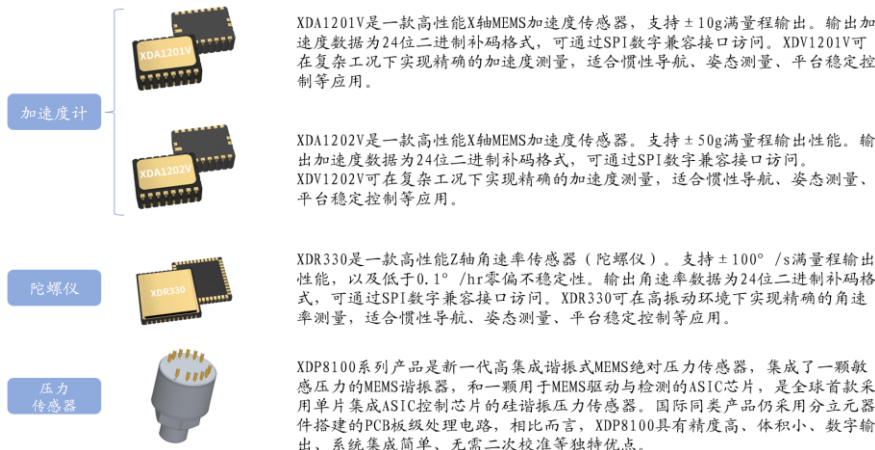 XDA1201V是一款高性能X轴MEMS加速度传感器，支持±10g满量程输出。输出加
速度数据为24位二进制补码格式，可通过SPI数字兼容接口访问。XDV1201V可
在复杂工况下实现精确的加速度测量，适合惯性导航、姿态测量、平台稳定控
制等应用。
XDA1201V
加速度计
XDA1202V是一款高性能X轴MEMS加速度传感器。支持±50g满量程输出性能。输
出加速度数据为24位二进制补码格式，可通过SPI数字兼容接口访问。
XDV1202V可在复杂工况下实现精确的加速度测量，适合惯性导航、姿态测量、
平台稳定控制等应用。
XDA1202V
陀螺仪
XDR330
XDR330是一款高性能Z轴角速率传感器（陀螺仪）。支持±100° /s满量程输出
性能，以及低于0.1° /hr零偏不稳定性。输出角速率数据为24位二进制补码格
式，可通过SPI数字兼容接口访问。XDR330可在高振动环境下实现精确的角速
率测量，适合惯性导航、姿态测量、平台稳定控制等应用。
压力
传感器
XDP8100系列产品是新一代高集成谐振式MEMS绝对压力传感器，集成了一颗敏
感压力的MEMS谐振器，和一颗用于MEMS驱动与检测的ASIC芯片，是全球首款采
用单片集成ASIC控制芯片的硅谐振压力传感器。国际同类产品仍采用分立元器
件搭建的PCB板级处理电路，相比而言，XDP8100具有精度高、体积小、数字输
出、系统集成简单、无需二次校准等独特优点。